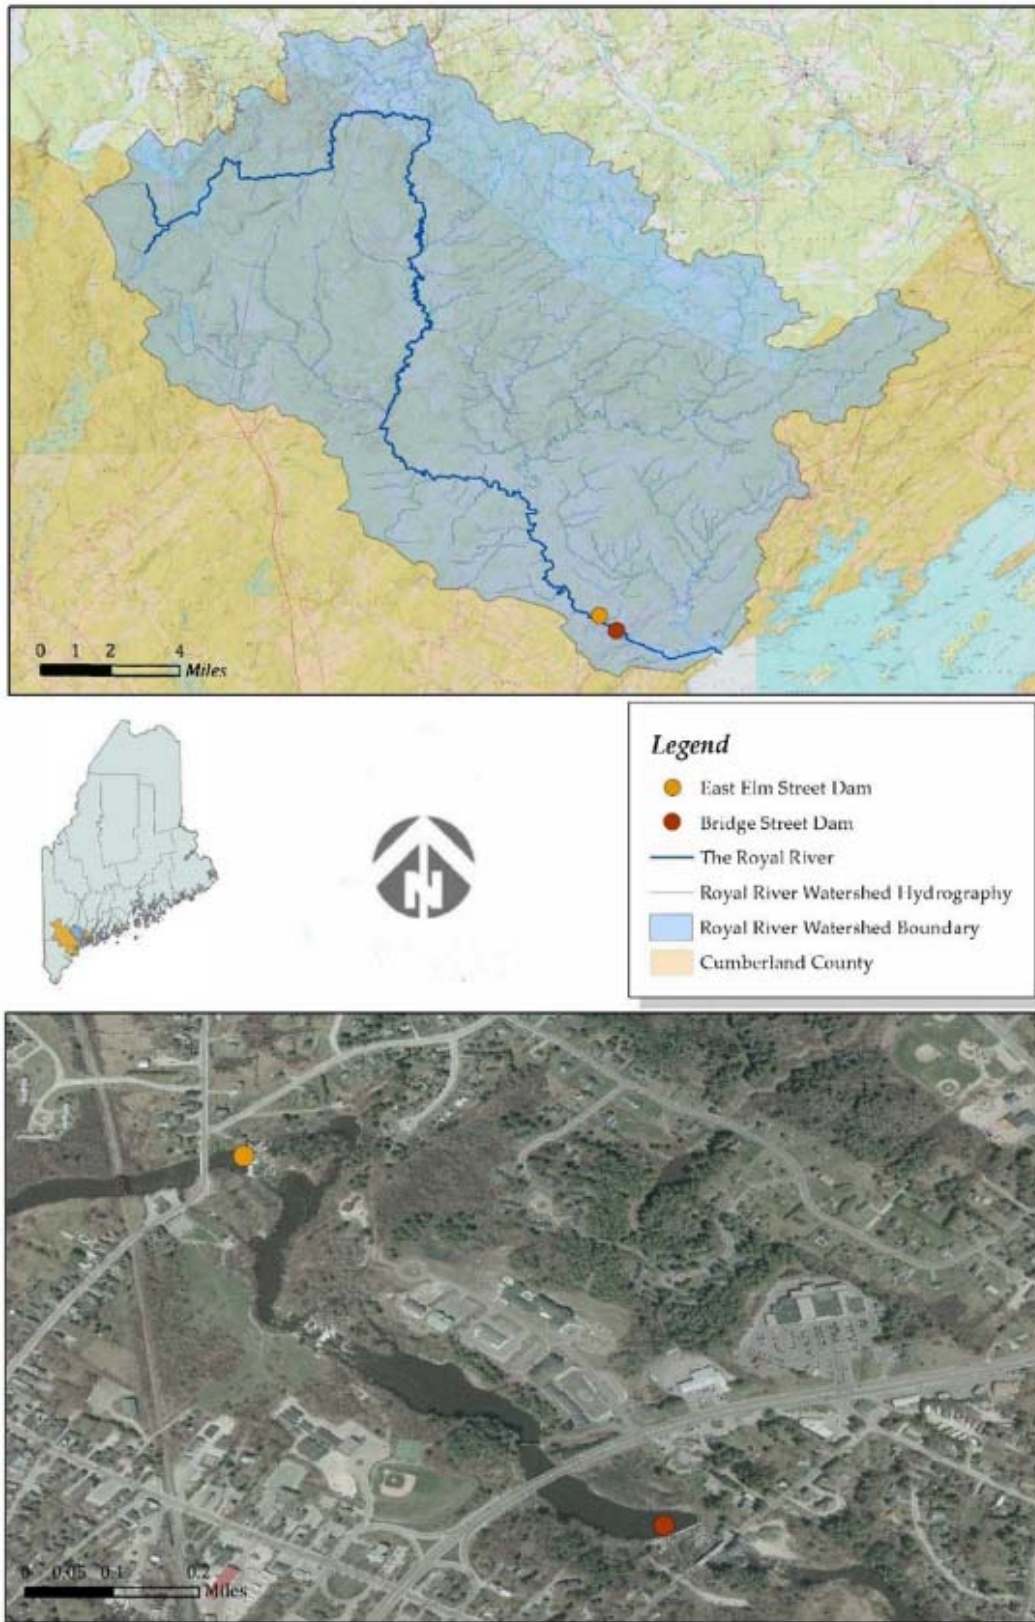 0 1 2 4
Miles
N
Legend
East Elm Street Dam
Bridge Street Dam
The Royal River
Royal River Watershed Hydrography
Royal River Watershed Boundary
Cumberland County
0 0.05 0.1 0.2
Miles